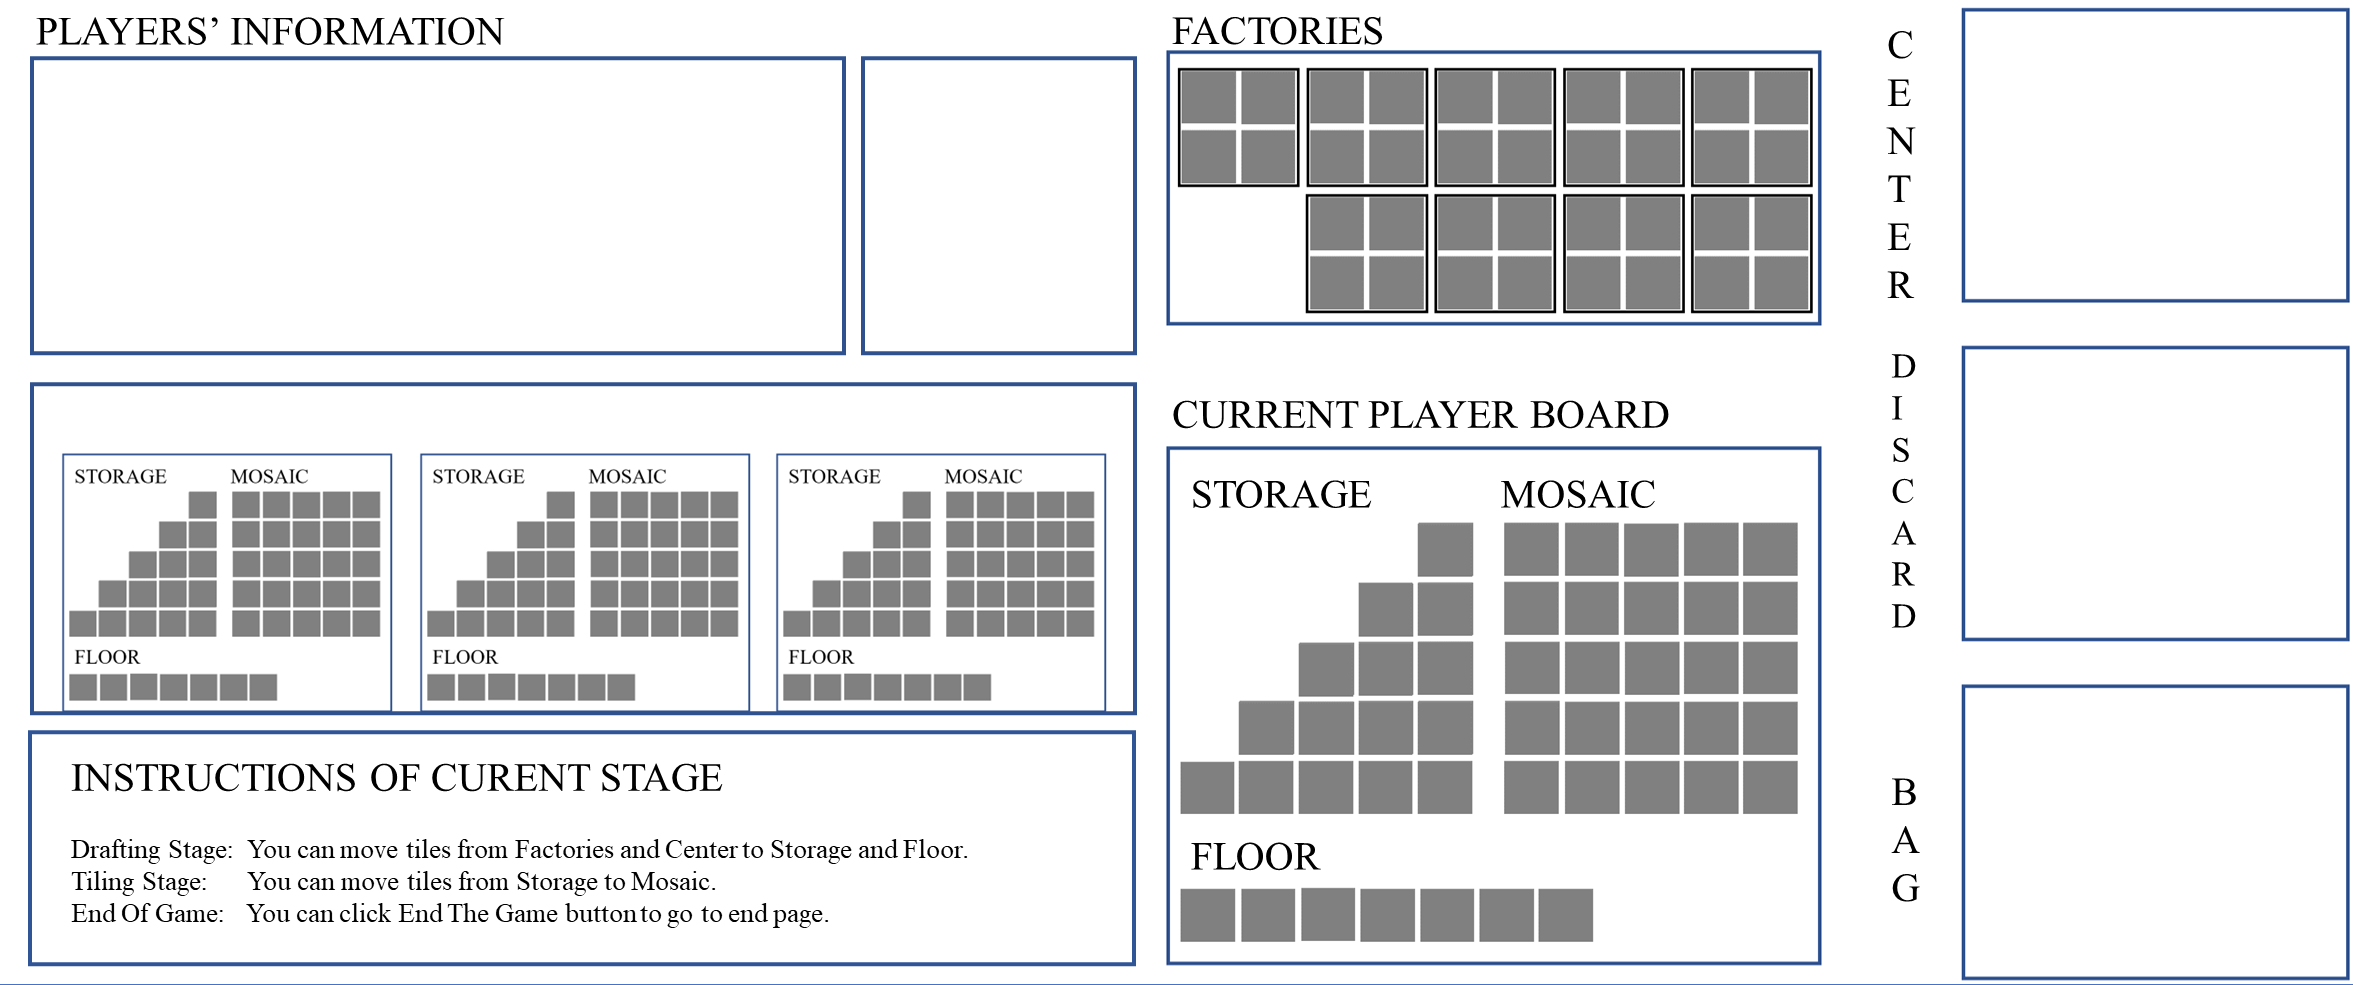 PLAYERS’ INFORMATION
FACTORIES
CENTER
STORAGE
MOSAIC
FLOOR
STORAGE
MOSAIC
FLOOR
STORAGE
MOSAIC
FLOOR
CURRENT PLAYER BOARD
STORAGE
MOSAIC
FLOOR
DISCARD
BAG
INSTRUCTIONS OF CURENT STAGE
Drafting Stage: You can move tiles from Factories and Center to Storage and Floor.
Tiling Stage: You can move tiles from Storage to Mosaic.
End Of Game: You can click End The Game button to go to end page.